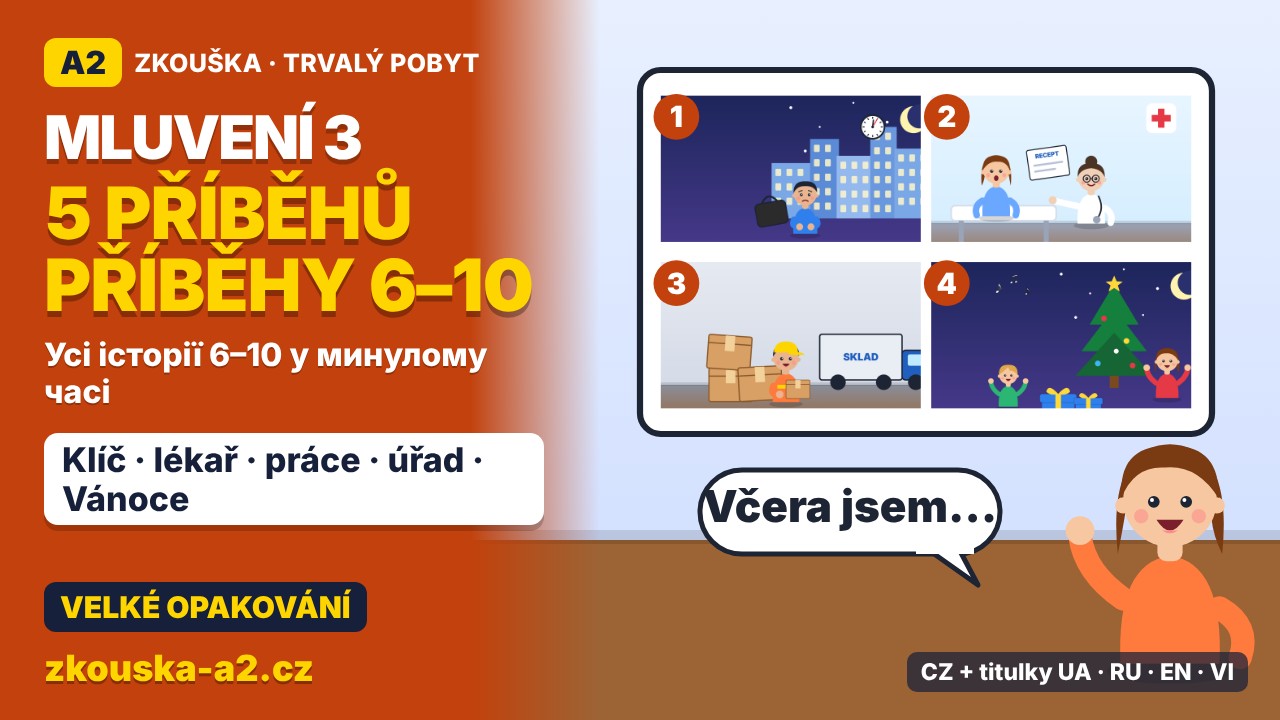 A2 ZKOUŠKA · TRVALÝ POBYT
MLUVENÍ 3
5 PŘÍBĚHŮ
PŘÍBĚHY 6–10
Усі історії 6–10 у минулому
часі
Klíč · lékař · práce · úřad ·
Vánoce
VELKÉ OPAKOVÁNÍ
zkouska-a2.cz
1
2
RECEPT
3
SKLAD
4
Včera jsem...
CZ + titulky UA · RU · EN · VI